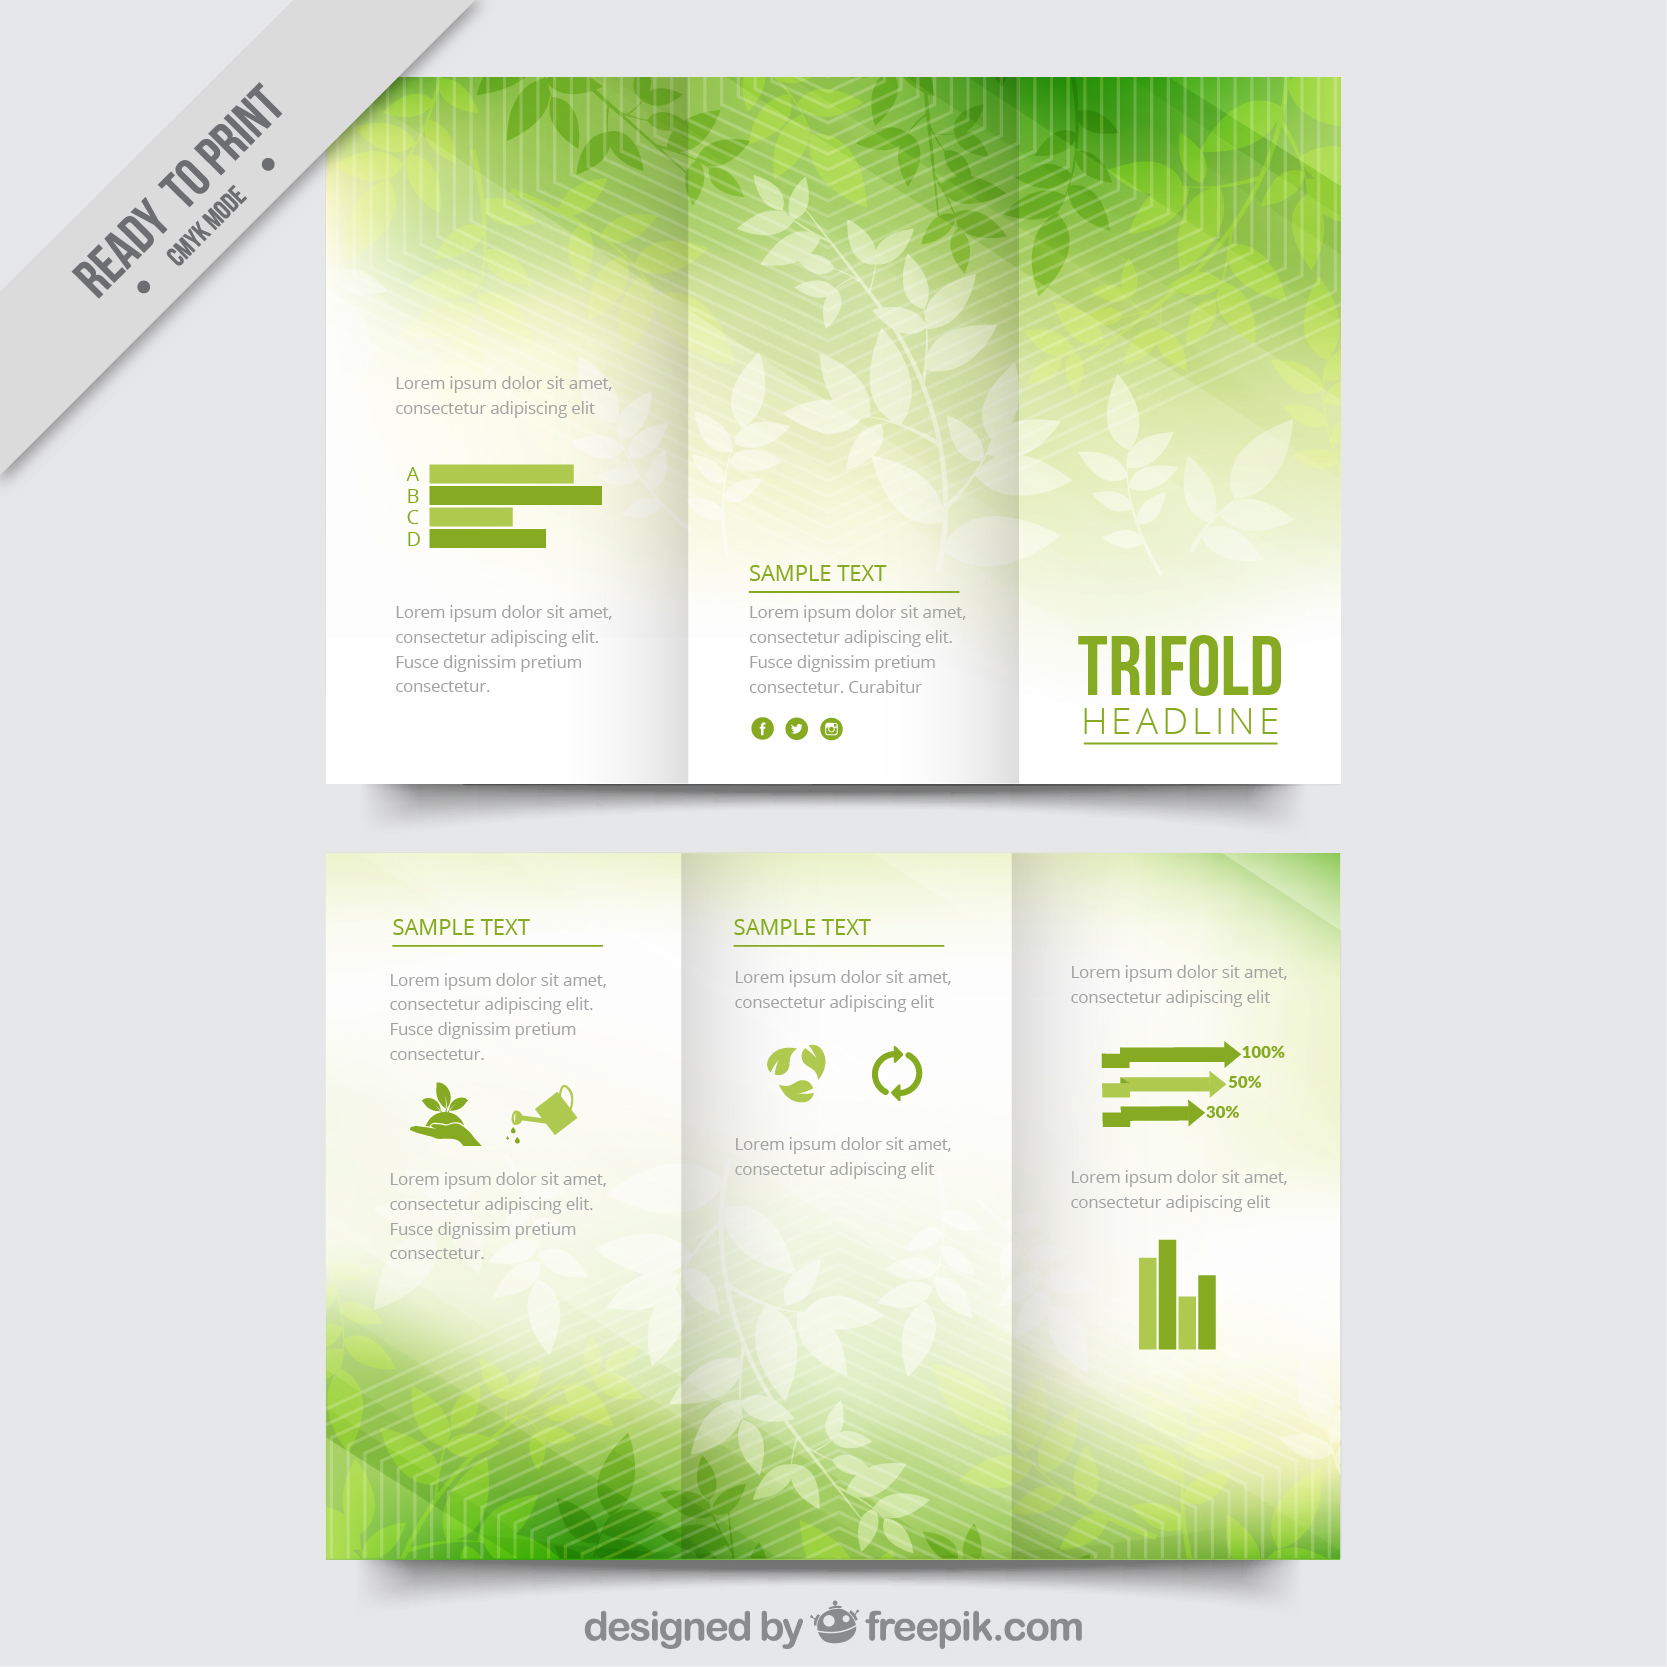 READY TO PRINT
CMYK MODE
Lorem ipsum dolor sit amet,
consectetur adipiscing elit
A
B
C
D
Lorem ipsum dolor sit amet,
consectetur adipiscing elit.
Fusce dignissim pretium
consectetur.
SAMPLE TEXT
Lorem ipsum dolor sit amet,
consectetur adipiscing elit.
Fusce dignissim pretium
consectetur. Curabitur
TRIFOLD
HEADLINE
SAMPLE TEXT
Lorem ipsum dolor sit amet,
consectetur adipiscing elit.
Fusce dignissim pretium
consectetur.
Lorem ipsum dolor sit amet,
consectetur adipiscing elit.
Fusce dignissim pretium
consectetur.
SAMPLE TEXT
Lorem ipsum dolor sit amet,
consectetur adipiscing elit
Lorem ipsum dolor sit amet,
consectetur adipiscing elit
Lorem ipsum dolor sit amet,
consectetur adipiscing elit
100%
50%
30%
Lorem ipsum dolor sit amet,
consectetur adipiscing elit
designed by freepik.com